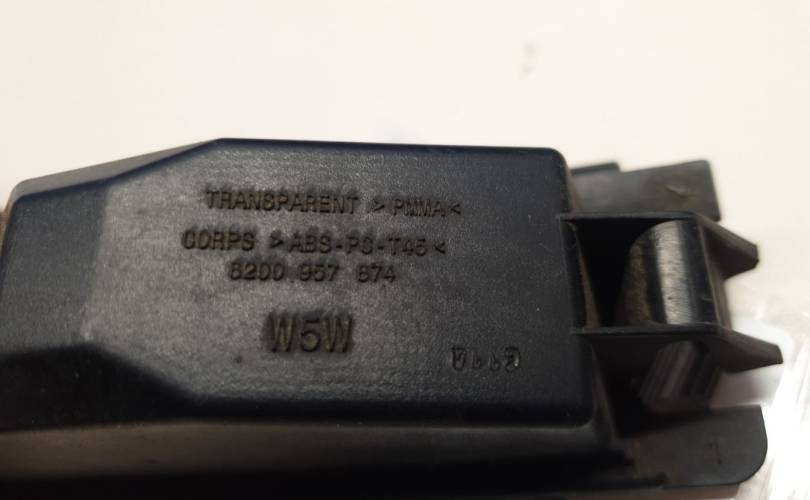 TRANSPARENT >PMMA<
CORPS >ABS-PC-T45<
8200 957 874
W5W